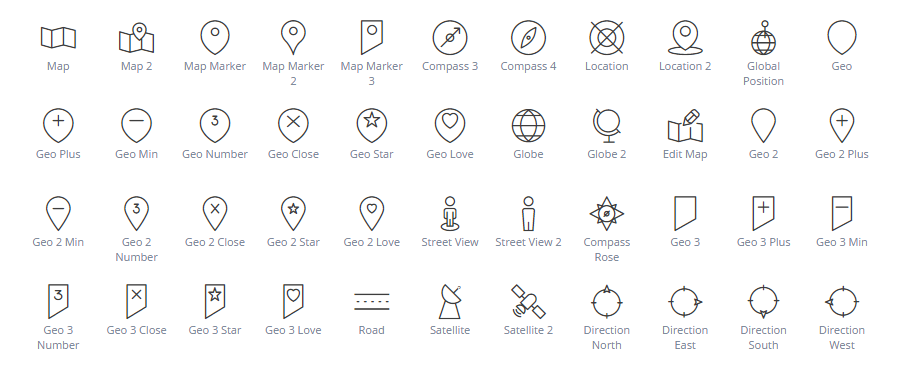 Map Map 2 Map Marker Map Marker Map Marker Compass 3 Compass 4 Location Location 2 Global Geo
2 3 Position
3
Geo Plus Geo Min Geo Number Geo Close Geo Star Geo Love Globe Globe 2 Edit Map Geo 2 Geo 2 Plus
3
Geo 2 Min Geo 2 Geo 2 Close Geo 2 Star Geo 2 Love Street View Street View 2 Compass Geo 3 Geo 3 Plus Geo 3 Min
Number Rose
3
Geo 3 Geo 3 Close Geo 3 Star Geo 3 Love Road Satellite Satellite 2 Direction Direction Direction Direction
Number North East South West